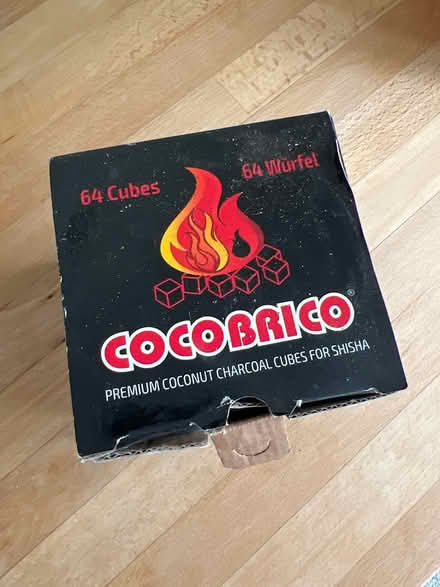 64 Cubes
64 Würfel
COCOBRICO®
PREMIUM COCONUT CHARCOAL CUBES FOR SHISHA